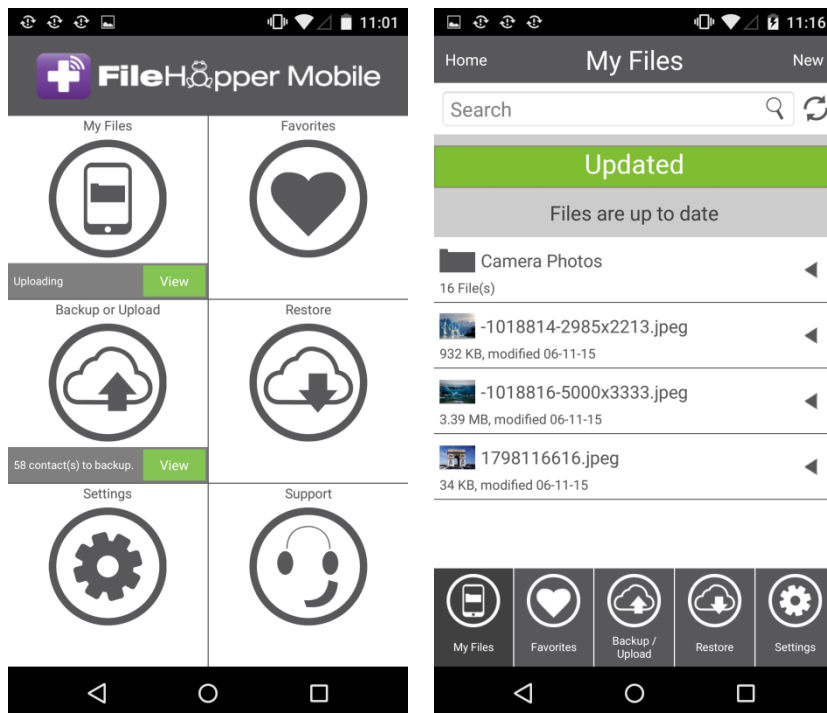 11:01
FileHopper Mobile
My Files
Favorites
Uploading
View
Backup or Upload
Restore
58 contact(s) to backup.
View
Settings
Support
11:16
Home
My Files
New
Search
Updated
Files are up to date
Camera Photos
16 File(s)
-1018814-2985x2213.jpeg
932 KB, modified 06-11-15
-1018816-5000x3333.jpeg
3.39 MB, modified 06-11-15
1798116616.jpeg
34 KB, modified 06-11-15
My Files
Favorites
Backup /
Upload
Restore
Settings